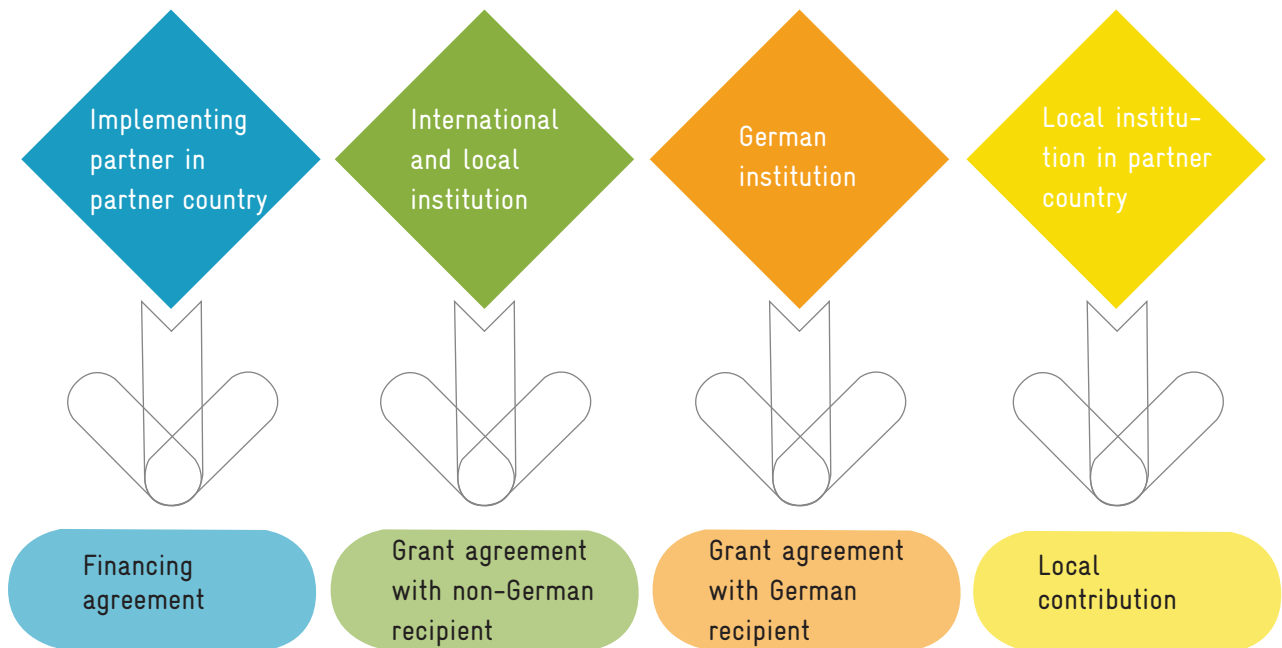 Implementing
partner in
partner country
International
and local
institution
German
institution
Local institu-
tion in partner
country
Financing
agreement
Grant agreement
with non-German
recipient
Grant agreement
with German
recipient
Local
contribution